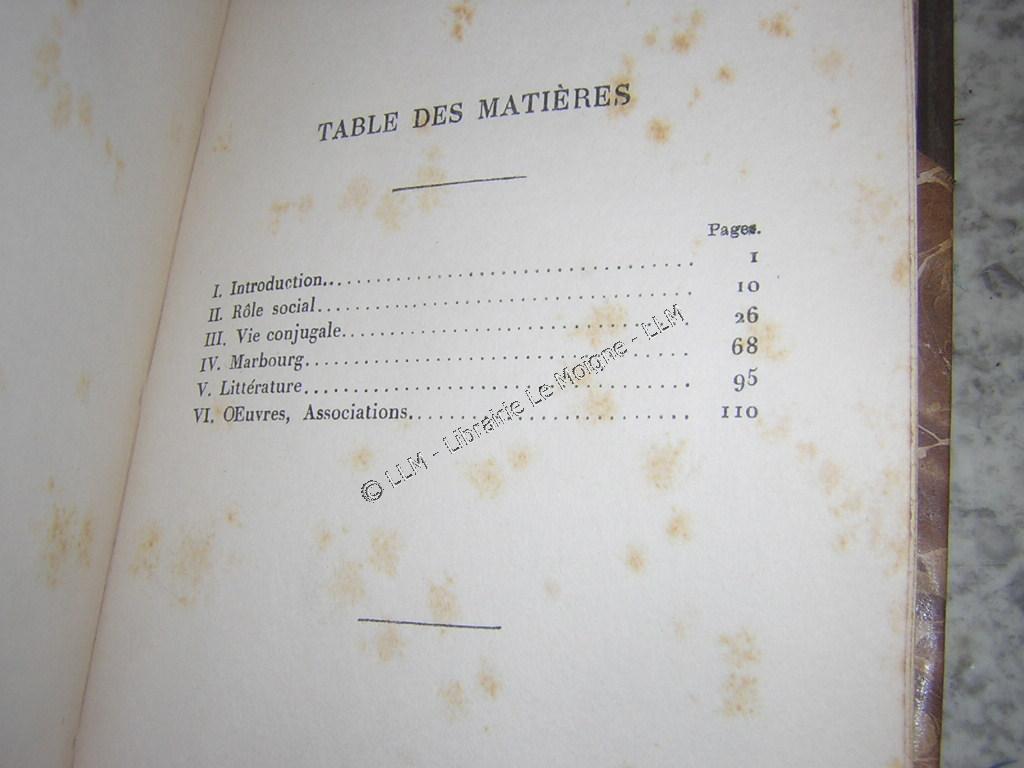 TABLE DES MATIÈRES
Pages.
I. Introduction............................................. 1
II. Rôle social............................................. 10
III. Vie conjugale.......................................... 26
IV. Marbourg................................................ 68
V. Littérature.............................................. 95
VI. OEuvres, Associations................................... 110
© LLM - Librairie Le Moigne - LLM